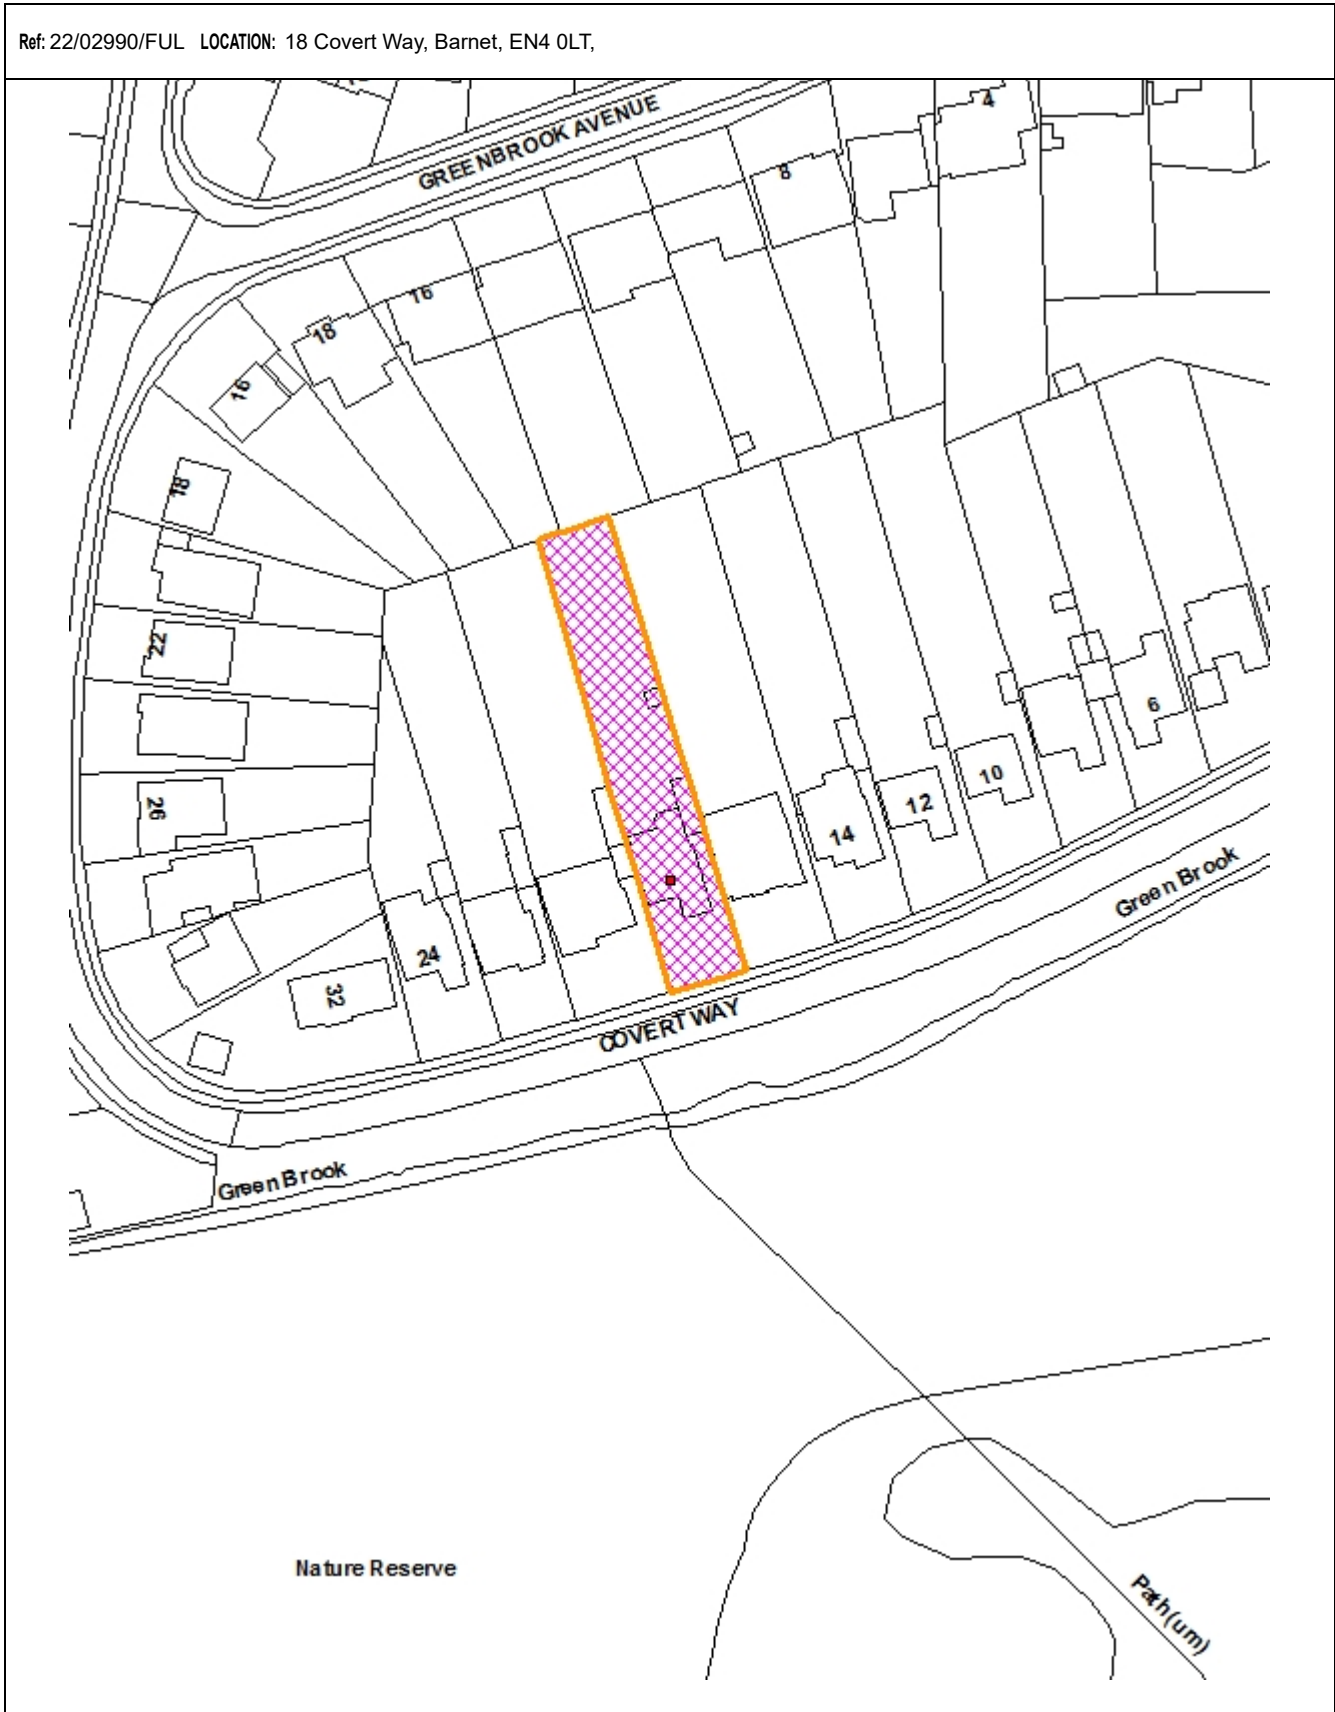 Ref: 22/02990/FUL LOCATION: 18 Covert Way, Barnet, EN4 0LT,
GREENBROOK AVENUE
4
8
16
18
16
18
22
26
6
10
12
14
24
32
Green Brook
COVERT WAY
Green Brook
Nature Reserve
Path (um)